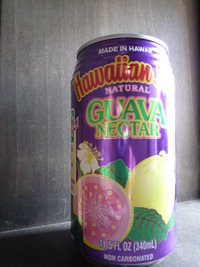 MADE IN HAWAII
Hawaiian
NATURAL
GUAVA
NECTAR
11.5 FL OZ (340mL)
NON CARBONATED